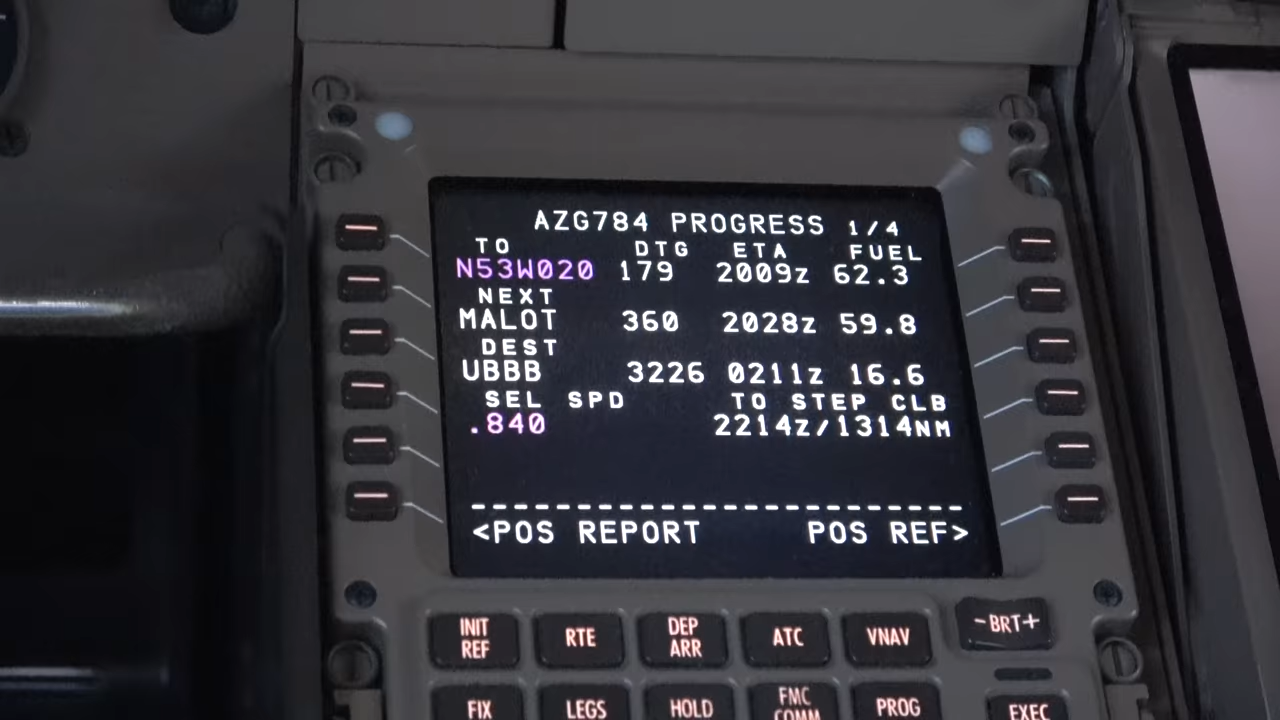 AZG784 PROGRESS 1/4
TO DTG ETA FUEL
N53W020 179 2009z 62.3
NEXT
MALOT 360 2028z 59.8
DEST
UBBB 3226 0211z 16.6
SEL SPD TO STEP CLB
.840 2214z/1314NM
------------------------
<POS REPORT POS REF>
INIT REF RTE DEP ARR ATC VNAV -BRT+
FIX LEGS HOLD FMC COMM PROG EXEC